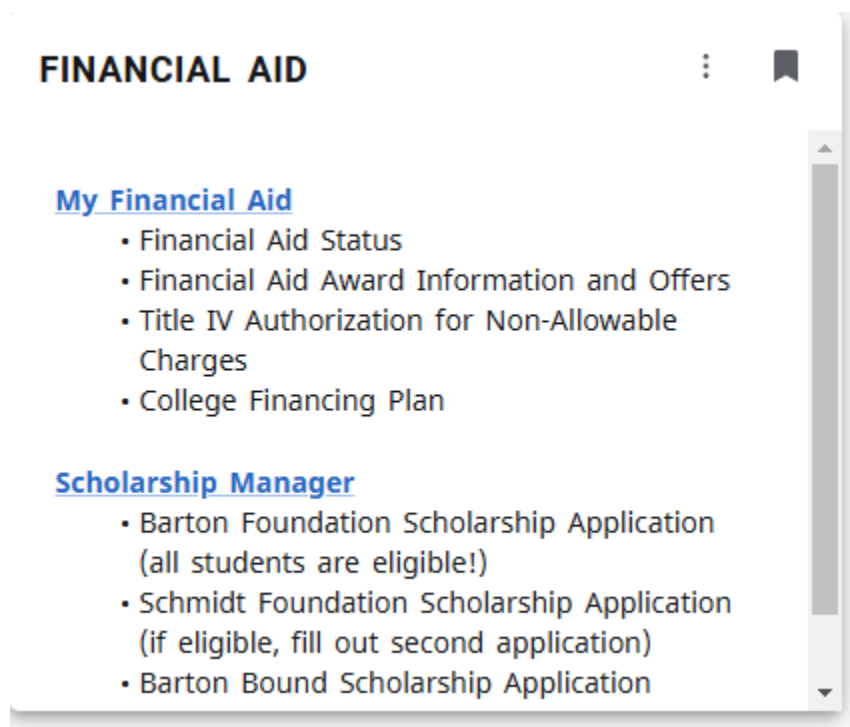 FINANCIAL AID
My Financial Aid
• Financial Aid Status
• Financial Aid Award Information and Offers
• Title IV Authorization for Non-Allowable
Charges
• College Financing Plan
Scholarship Manager
• Barton Foundation Scholarship Application
(all students are eligible!)
• Schmidt Foundation Scholarship Application
(if eligible, fill out second application)
• Barton Bound Scholarship Application